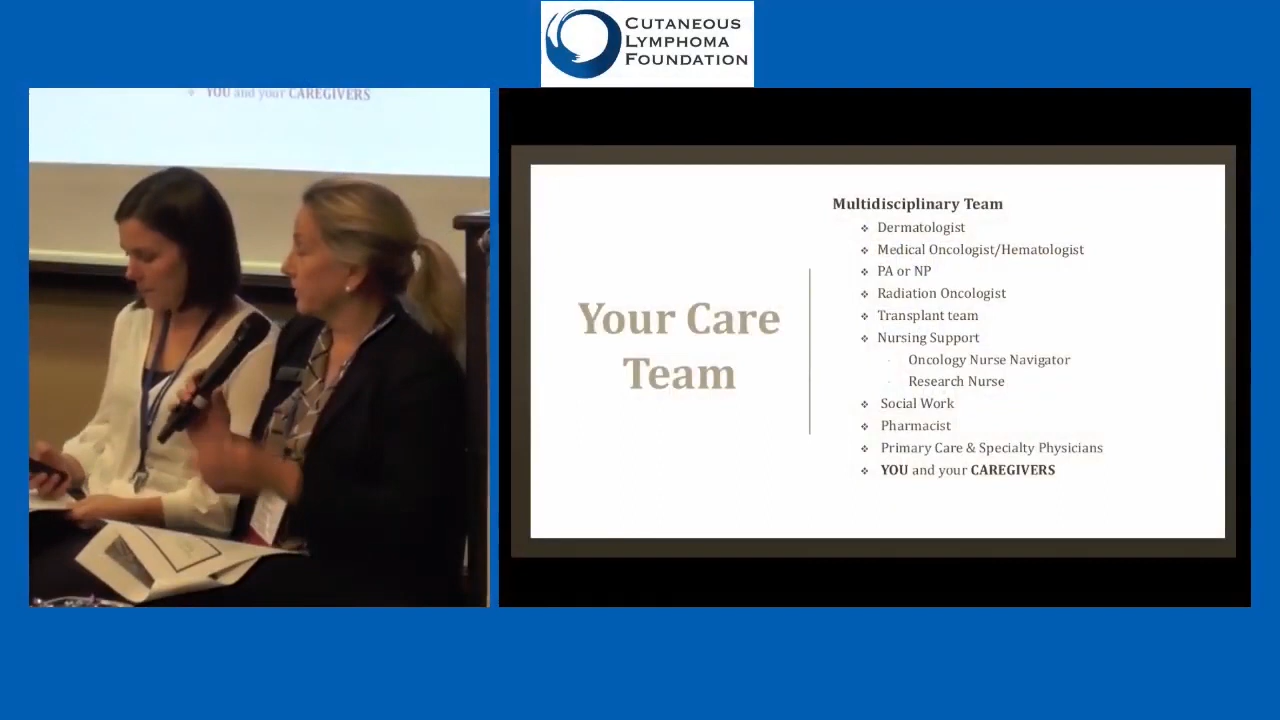 CUTANEOUS
LYMPHOMA
FOUNDATION
YOU and your CAREGIVERS
Your Care
Team
Multidisciplinary Team
Dermatologist
Medical Oncologist/Hematologist
PA or NP
Radiation Oncologist
Transplant team
Nursing Support
Oncology Nurse Navigator
Research Nurse
Social Work
Pharmacist
Primary Care & Specialty Physicians
YOU and your CAREGIVERS